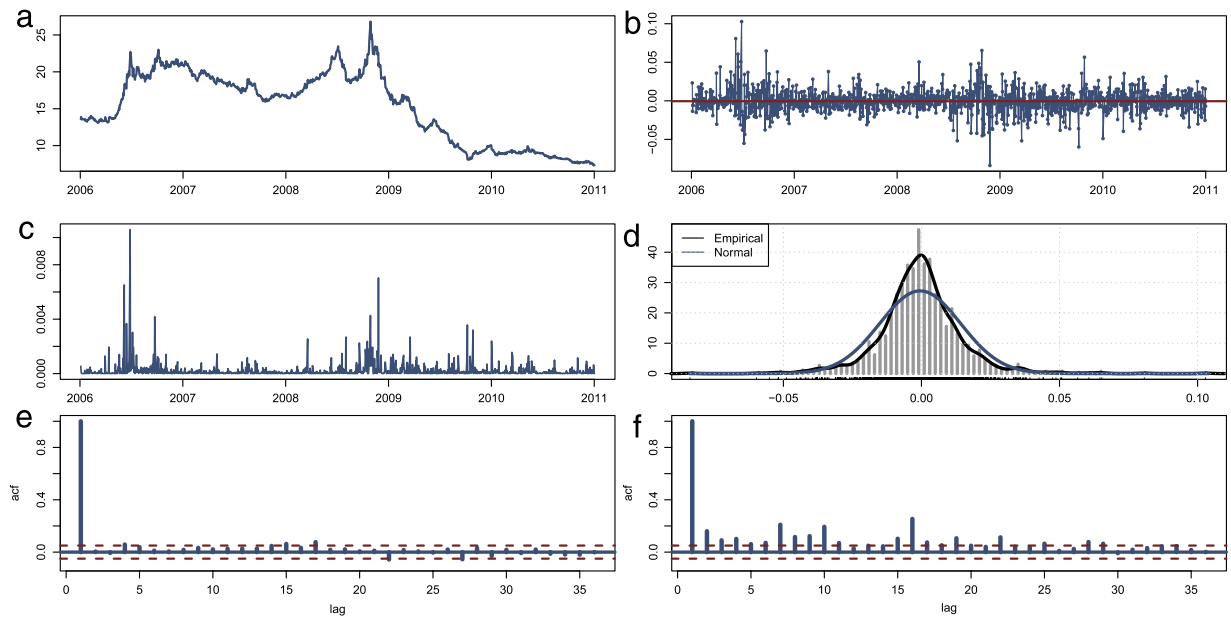 a
25
20
15
10
2006 2007 2008 2009 2010 2011
b
0.10
0.05
0.00
−0.05
2006 2007 2008 2009 2010 2011
c
0.008
0.004
0.000
2006 2007 2008 2009 2010 2011
d
Empirical
Normal
40
30
20
10
0
−0.05 0.00 0.05 0.10
e
acf
0.8
0.4
0.0
0 5 10 15 20 25 30 35
lag
f
acf
0.8
0.4
0.0
0 5 10 15 20 25 30 35
lag